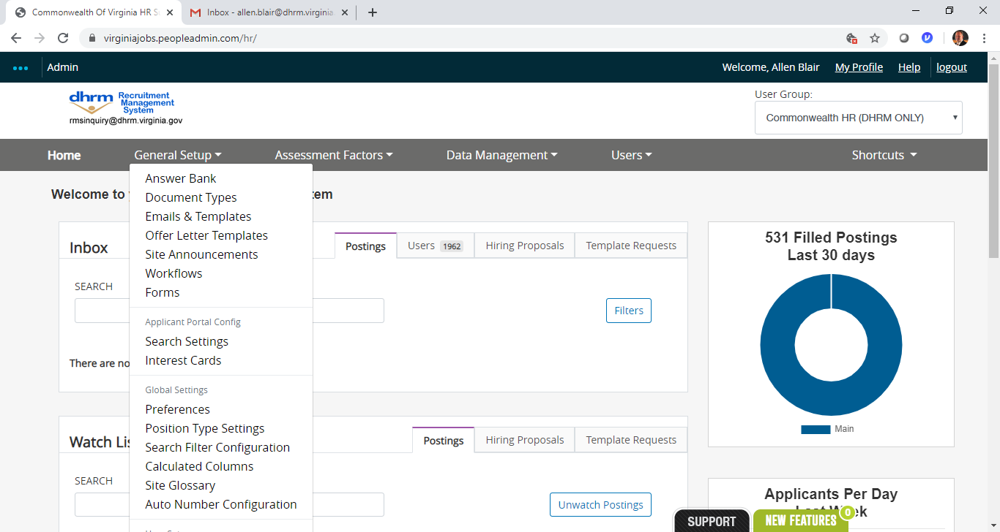 Commonwealth Of Virginia HR S
Inbox - allen.blair@dhrm.virginia.
virginiajobs.peopleadmin.com/hr/
Admin
Welcome, Allen Blair My Profile Help logout
dhrm Recruitment
Management
System
rmsinquiry@dhrm.virginia.gov
User Group:
Commonwealth HR (DHRM ONLY)
Home General Setup Assessment Factors Data Management Users Shortcuts
Answer Bank
Document Types
Emails & Templates
Offer Letter Templates
Site Announcements
Workflows
Forms
Applicant Portal Config
Search Settings
Interest Cards
Global Settings
Preferences
Position Type Settings
Search Filter Configuration
Calculated Columns
Site Glossary
Auto Number Configuration
Welcome to
tem
Inbox
Postings Users 1962 Hiring Proposals Template Requests
SEARCH
Filters
There are no
Watch Lis
Postings Hiring Proposals Template Requests
SEARCH
Unwatch Postings
531 Filled Postings
Last 30 days
Main
Applicants Per Day
Last Week
SUPPORT
NEW FEATURES 0